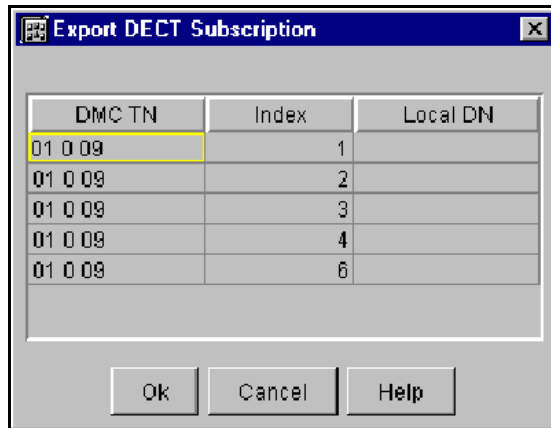 Export DECT Subscription
DMC TN Index Local DN
01 0 09 1
01 0 09 2
01 0 09 3
01 0 09 4
01 0 09 6
Ok Cancel Help